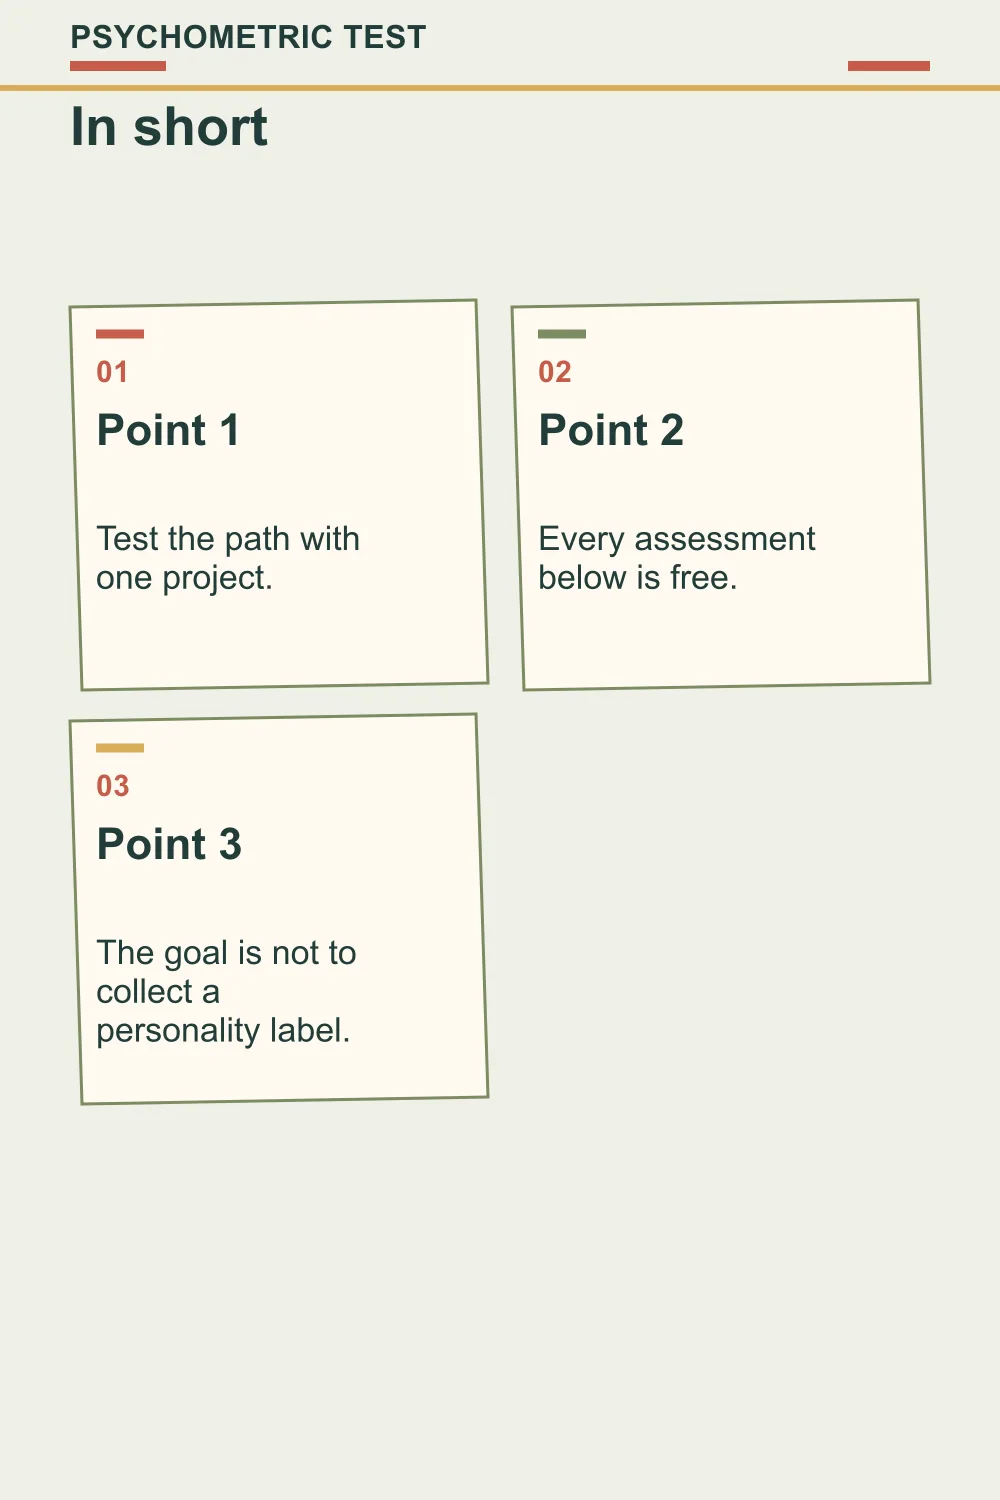 PSYCHOMETRIC TEST
In short
01
Point 1
Test the path with
one project.
02
Point 2
Every assessment
below is free.
03
Point 3
The goal is not to
collect a
personality label.